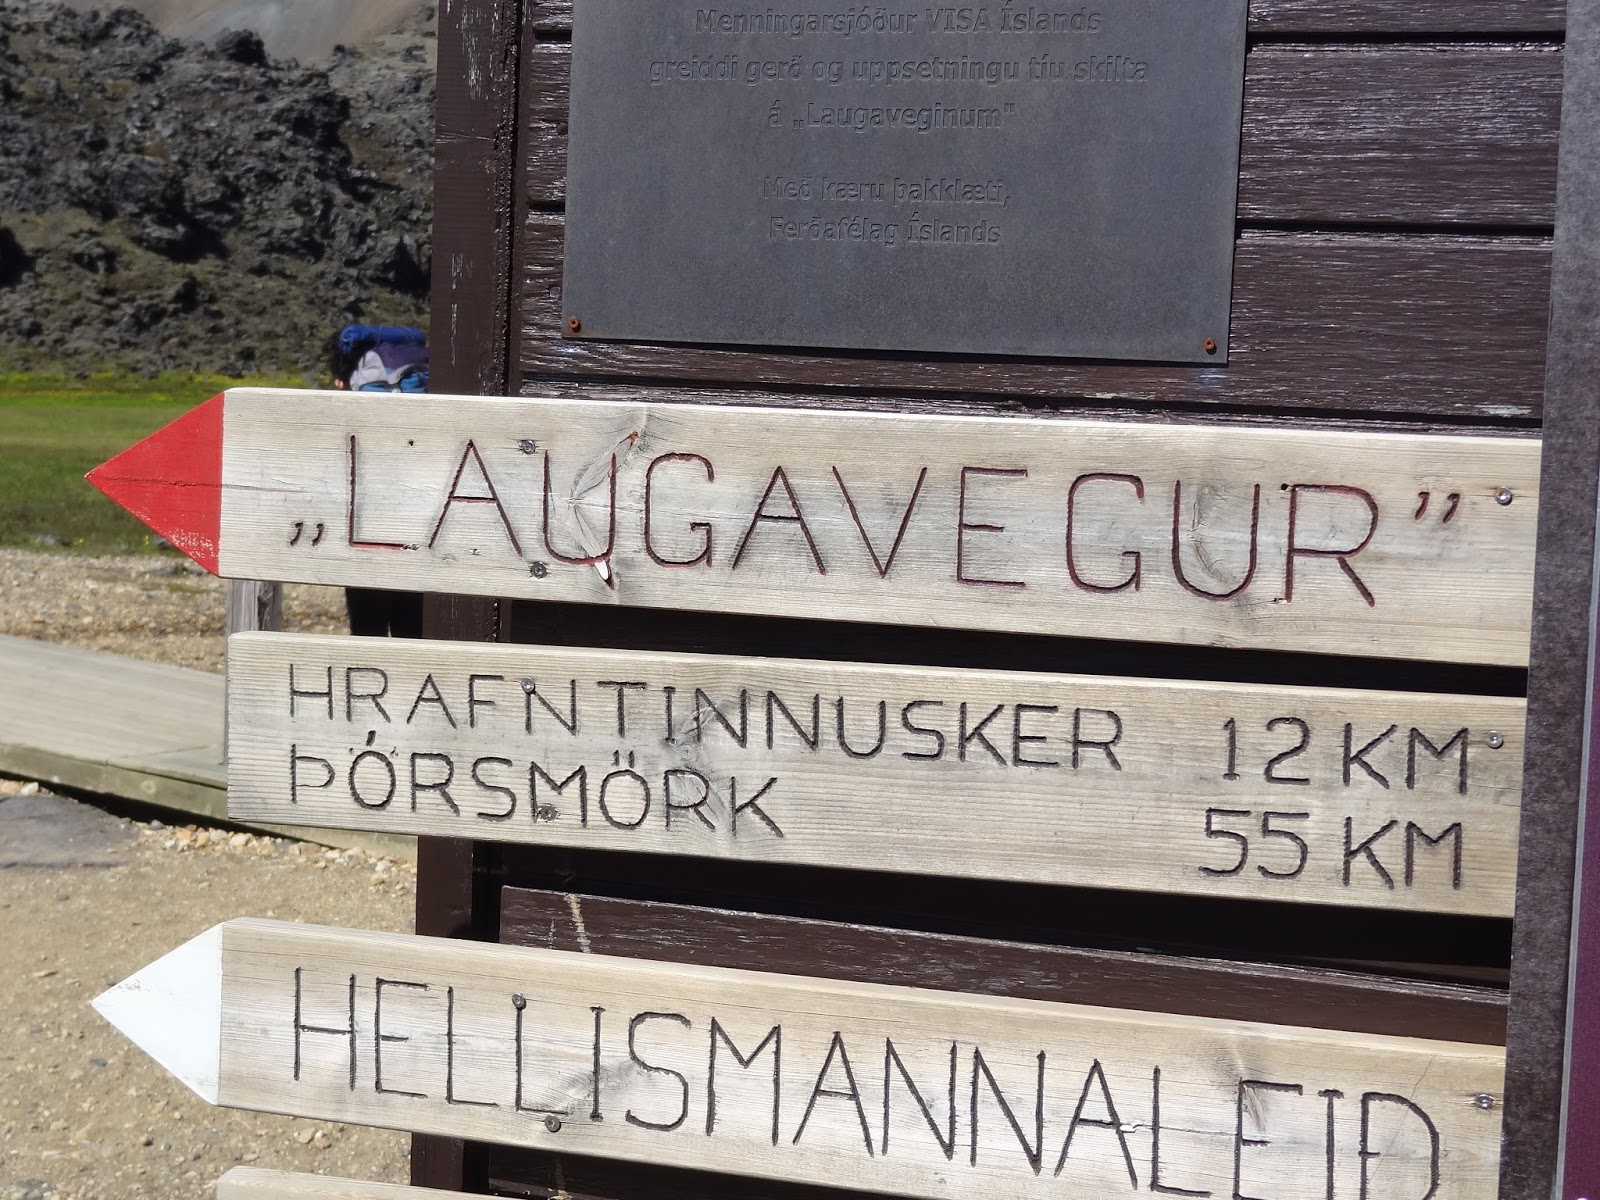 Menningarsjóður VISA Íslands
greiddi gerð og uppsetningu tíu skilta
á „Laugaveginum"
Með kæru þakklæti,
Ferðafélag Íslands
„LAUGAVEGUR”
HRAFNTINNUSKER 12 KM
ÞÓRSMÖRK 55 KM
HELLISMANNALEIÐ